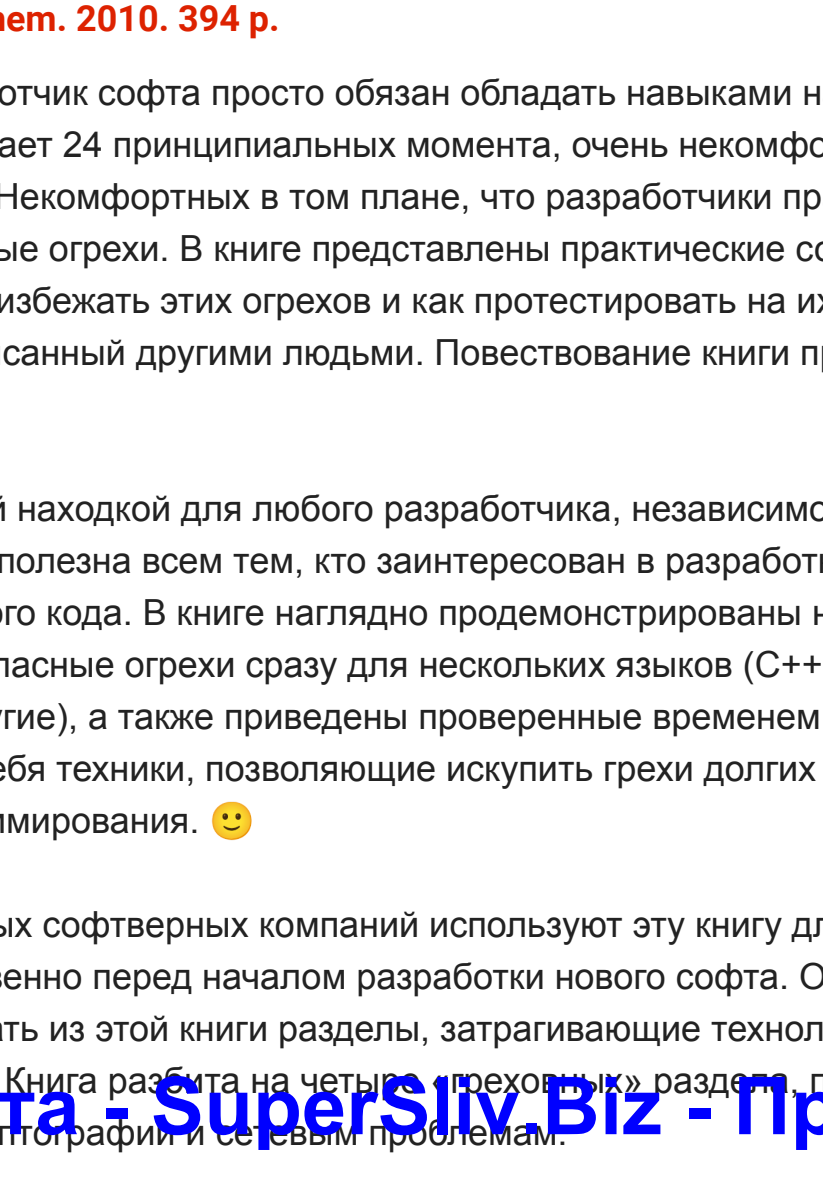 nem. 2010. 394 p.
отчик софта просто обязан обладать навыками н
ает 24 принципиальных момента, очень некомфо
Некомфортных в том плане, что разработчики пр
ые огрехи. В книге представлены практические со
избежать этих огрехов и как протестировать на их
санный другими людьми. Повествование книги пр
й находкой для любого разработчика, независимо
полезна всем тем, кто заинтересован в разработк
ого кода. В книге наглядно продемонстрированы н
пасные огрехи сразу для нескольких языков (C++
угие), а также приведены проверенные временем
ебя техники, позволяющие искупить грехи долгих
ммирования. 🙂
ых софтверных компаний используют эту книгу дл
венно перед началом разработки нового софта. О
ать из этой книги разделы, затрагивающие технол
Книга разбита на четыре «греховных» раздела, п
та - SuperSliv.Biz - Пр
птографии и сетевым проблемам.